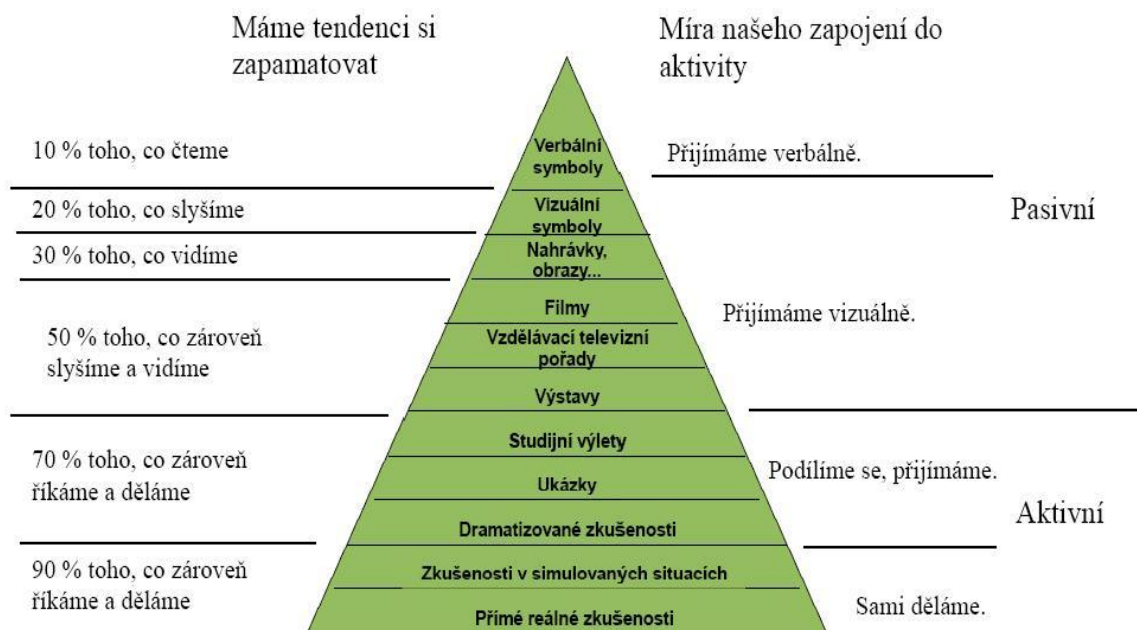 Máme tendenci si
zapamatovat
Míra našeho zapojení do
aktivity
10 % toho, co čteme
Verbální
symboly
Přijímáme verbálně.
20 % toho, co slyšíme
Vizuální
symboly
Pasivní
30 % toho, co vidíme
Nahrávky,
obrazy...
Filmy
Přijímáme vizuálně.
50 % toho, co zároveň
slyšíme a vidíme
Vzdělávací televizní
pořady
Výstavy
Studijní výlety
70 % toho, co zároveň
říkáme a děláme
Podílíme se, přijímáme.
Ukázky
Aktivní
Dramatizované zkušenosti
90 % toho, co zároveň
říkáme a děláme
Zkušenosti v simulovaných situacích
Sami děláme.
Přímé reálné zkušenosti